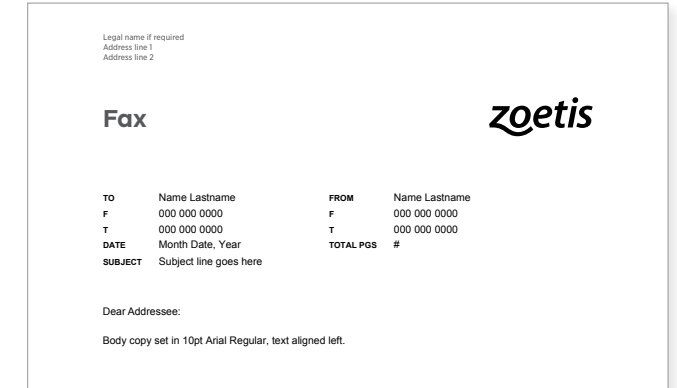 Legal name if required
Address line 1
Address line 2
Fax
zoetis
TO Name Lastname FROM Name Lastname
F 000 000 0000 F 000 000 0000
T 000 000 0000 T 000 000 0000
DATE Month Date, Year TOTAL PGS #
SUBJECT Subject line goes here
Dear Addressee:
Body copy set in 10pt Arial Regular, text aligned left.